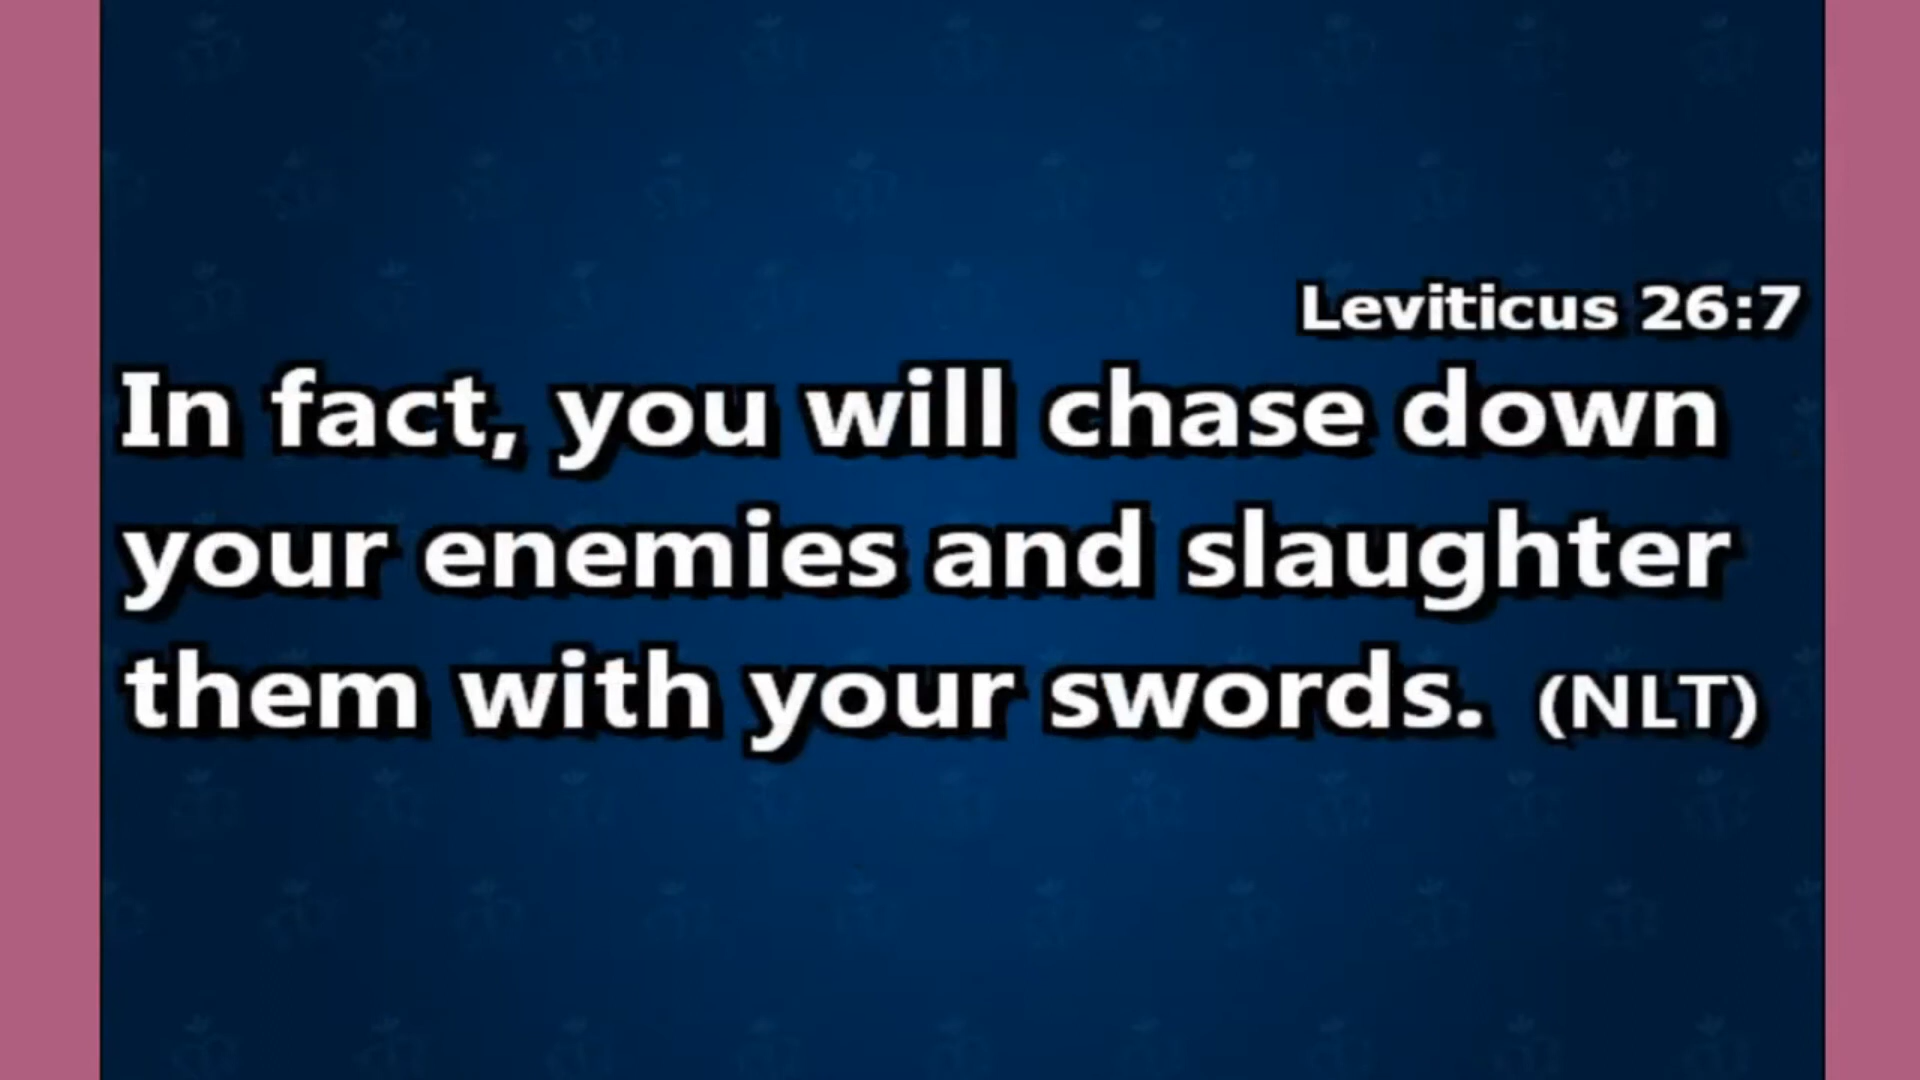 Leviticus 26:7
In fact, you will chase down
your enemies and slaughter
them with your swords. (NLT)